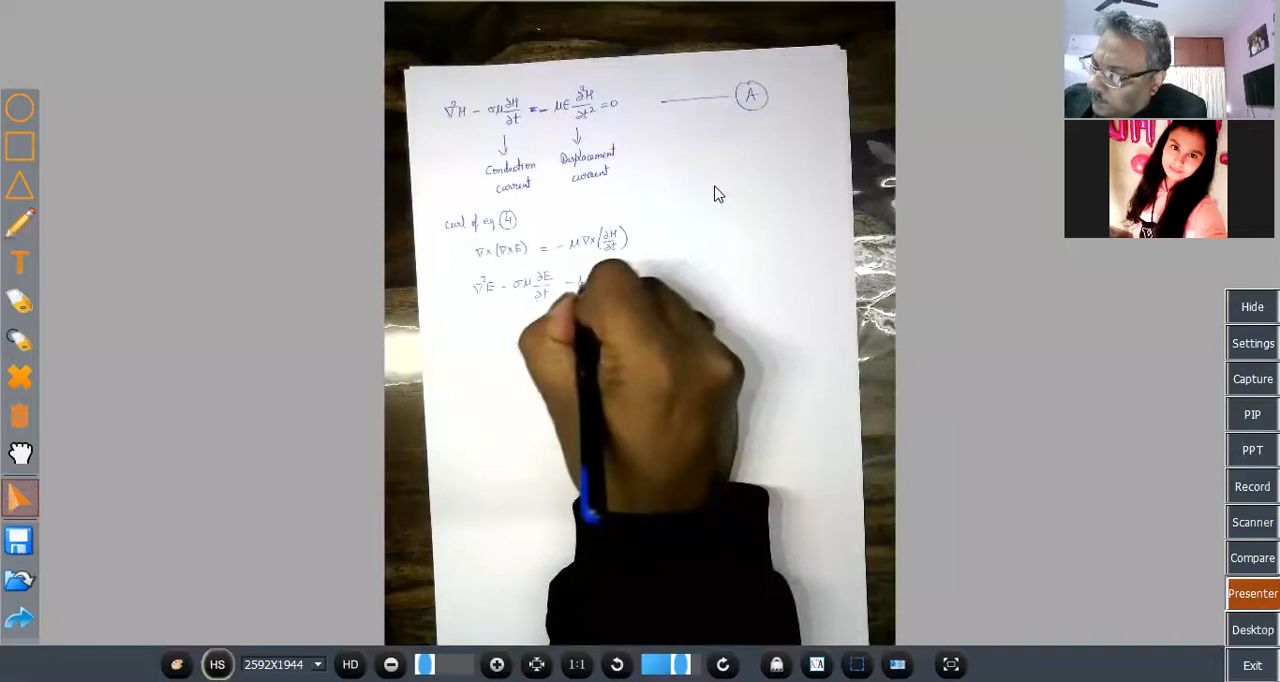 ∇²H - σμ ∂H/∂t = - με ∂²H/∂t² = 0 ——— (A)
↓ ↓
Conduction current
Displacement current
curl of eq (4)
∇×(∇×E) = - μ ∇×(∂H/∂t)
∇²E - σμ ∂E/∂t -
T
Hide
Settings
Capture
PIP
PPT
Record
Scanner
Compare
Presenter
Desktop
Exit
HS
2592X1944
HD
1:1